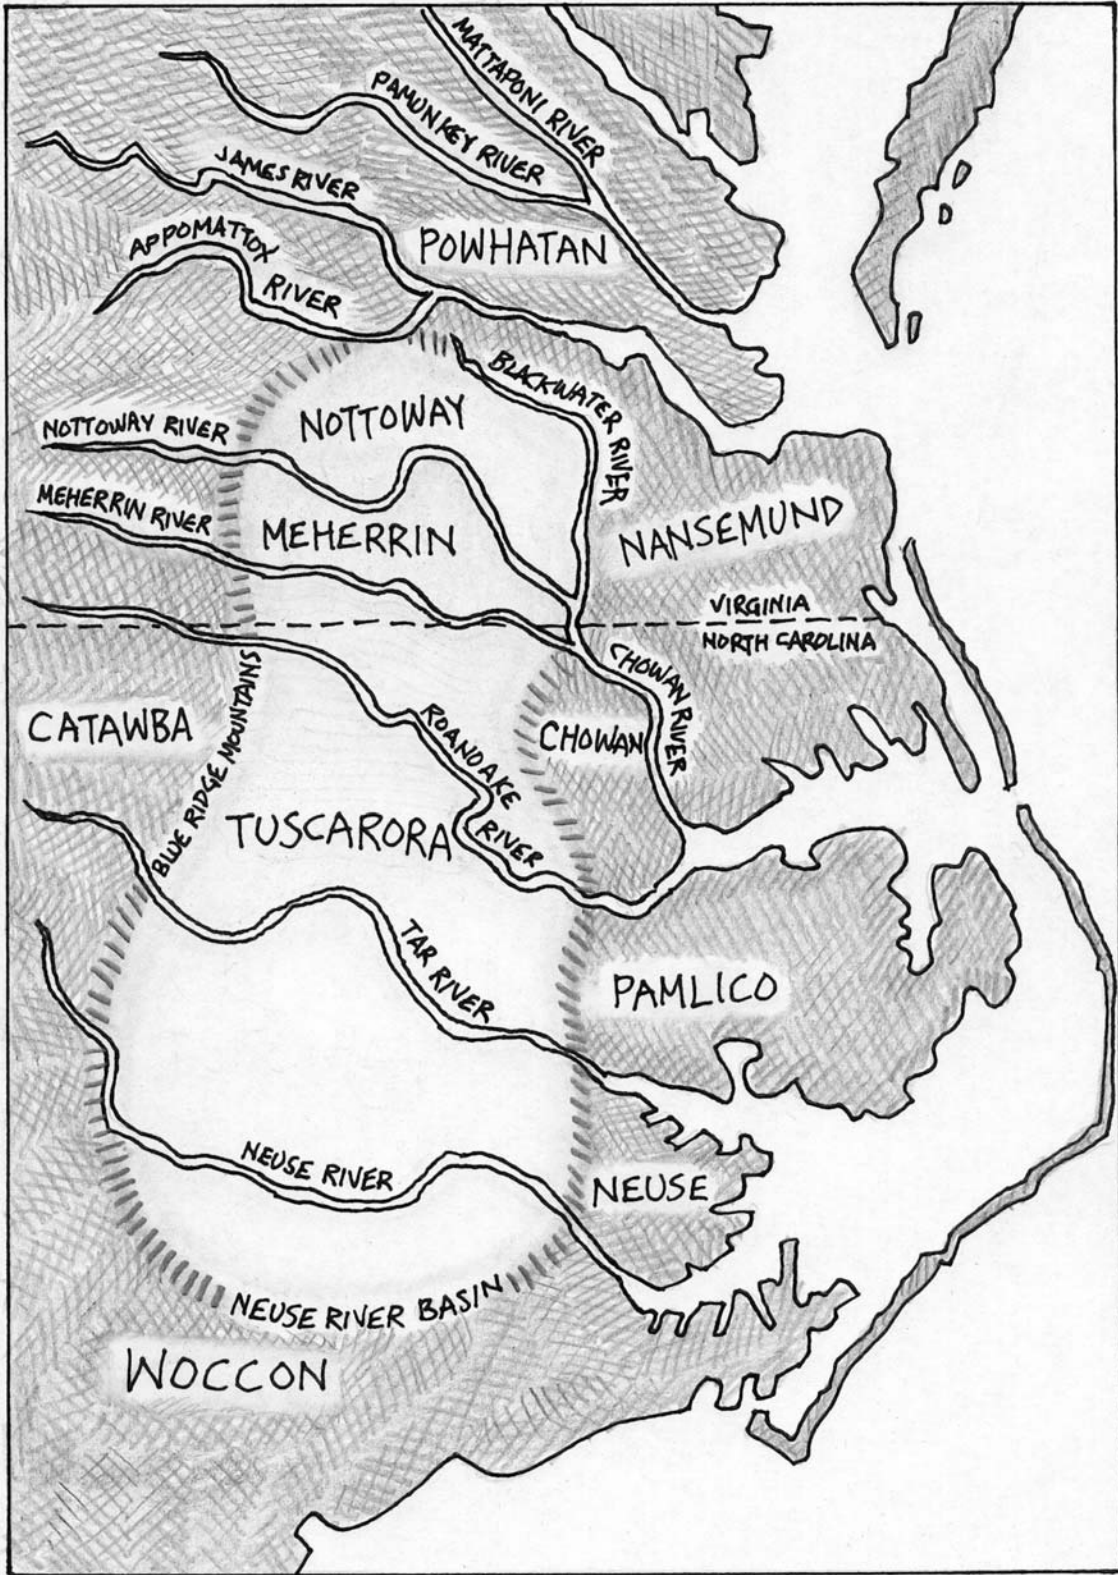 MATTAPONI RIVER
PAMUNKEY RIVER
JAMES RIVER
APPOMATTOX
RIVER
POWHATAN
BLACKWATER RIVER
NOTTOWAY
NOTTOWAY RIVER
MEHERRIN RIVER
MEHERRIN
NANSEMUND
VIRGINIA
NORTH CAROLINA
CHOWAN RIVER
CATAWBA
BLUE RIDGE MOUNTAINS
CHOWAN
ROANOAKE
RIVER
TUSCARORA
TAR RIVER
PAMLICO
NEUSE RIVER
NEUSE
NEUSE RIVER BASIN
WOCCON